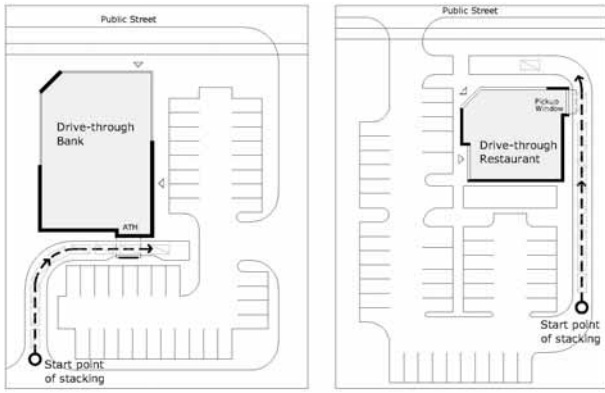 Public Street
Drive-through
Bank
ATH
Start point
of stacking
Public Street
Pickup
Window
Drive-through
Restaurant
Start point
of stacking